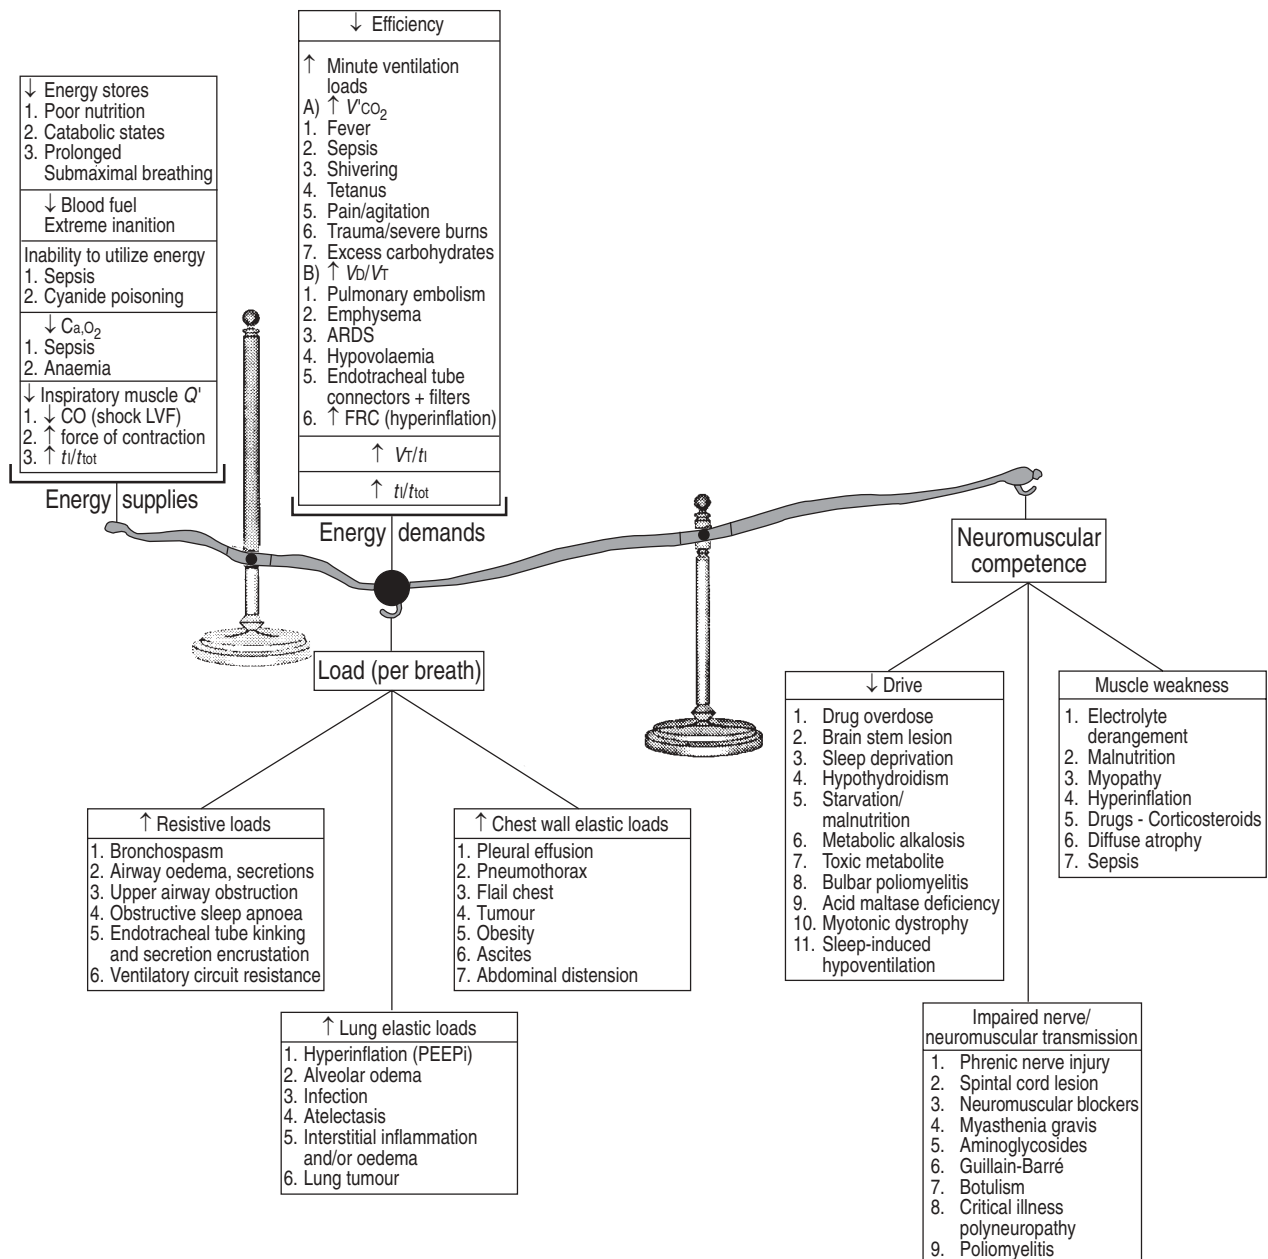 ↓ Energy stores
1. Poor nutrition
2. Catabolic states
3. Prolonged
Submaximal breathing
↓ Blood fuel
Extreme inanition
Inability to utilize energy
1. Sepsis
2. Cyanide poisoning
↓ Ca,O₂
1. Sepsis
2. Anaemia
↓ Inspiratory muscle Q'
1. ↓ CO (shock LVF)
2. ↑ force of contraction
3. ↑ tI/ttot
Energy supplies
↓ Efficiency
↑ Minute ventilation
loads
A) ↑ V'CO₂
1. Fever
2. Sepsis
3. Shivering
4. Tetanus
5. Pain/agitation
6. Trauma/severe burns
7. Excess carbohydrates
B) ↑ VD/VT
1. Pulmonary embolism
2. Emphysema
3. ARDS
4. Hypovolaemia
5. Endotracheal tube
connectors + filters
6. ↑ FRC (hyperinflation)
↑ VT/tI
↑ tI/ttot
Energy demands
Neuromuscular
competence
Load (per breath)
↑ Resistive loads
1. Bronchospasm
2. Airway oedema, secretions
3. Upper airway obstruction
4. Obstructive sleep apnoea
5. Endotracheal tube kinking
and secretion encrustation
6. Ventilatory circuit resistance
↑ Chest wall elastic loads
1. Pleural effusion
2. Pneumothorax
3. Flail chest
4. Tumour
5. Obesity
6. Ascites
7. Abdominal distension
↑ Lung elastic loads
1. Hyperinflation (PEEPi)
2. Alveolar odema
3. Infection
4. Atelectasis
5. Interstitial inflammation
and/or oedema
6. Lung tumour
↓ Drive
1. Drug overdose
2. Brain stem lesion
3. Sleep deprivation
4. Hypothydroidism
5. Starvation/
malnutrition
6. Metabolic alkalosis
7. Toxic metabolite
8. Bulbar poliomyelitis
9. Acid maltase deficiency
10. Myotonic dystrophy
11. Sleep-induced
hypoventilation
Muscle weakness
1. Electrolyte
derangement
2. Malnutrition
3. Myopathy
4. Hyperinflation
5. Drugs - Corticosteroids
6. Diffuse atrophy
7. Sepsis
Impaired nerve/
neuromuscular transmission
1. Phrenic nerve injury
2. Spintal cord lesion
3. Neuromuscular blockers
4. Myasthenia gravis
5. Aminoglycosides
6. Guillain-Barré
7. Botulism
8. Critical illness
polyneuropathy
9. Poliomyelitis